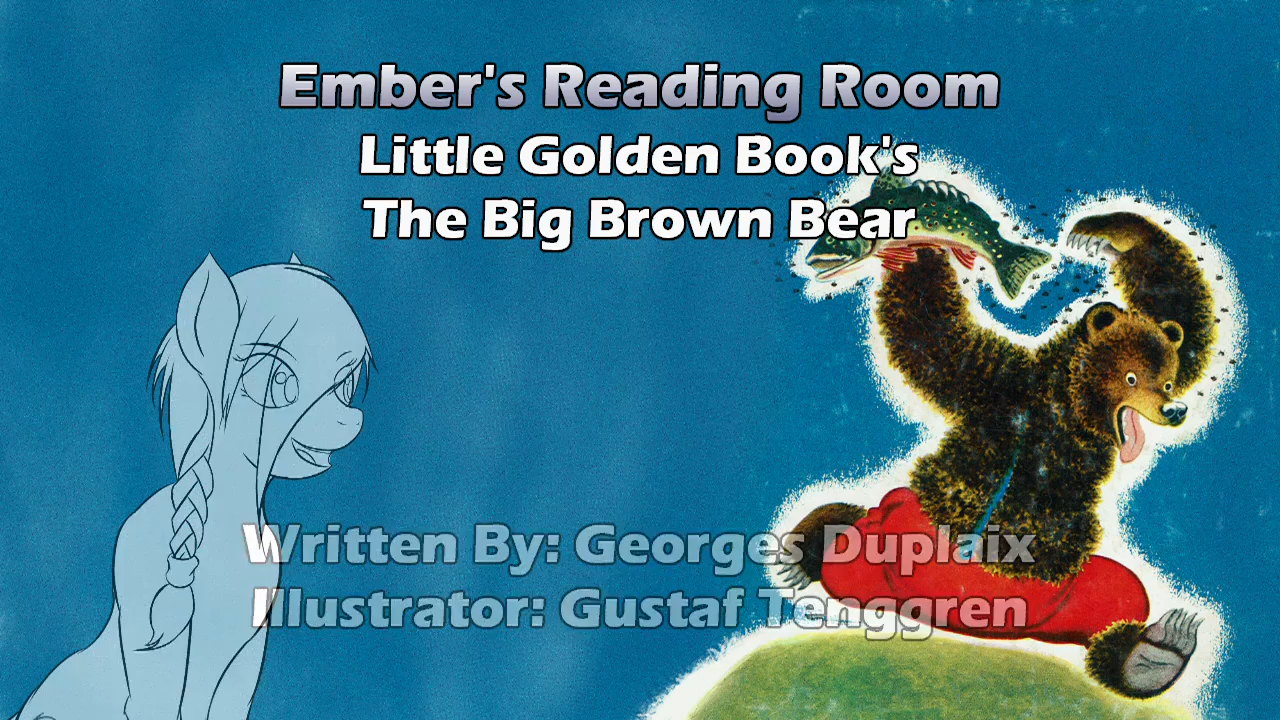 Ember's Reading Room
Little Golden Book's
The Big Brown Bear
Written By: Georges Duplaix
Illustrator: Gustaf Tenggren